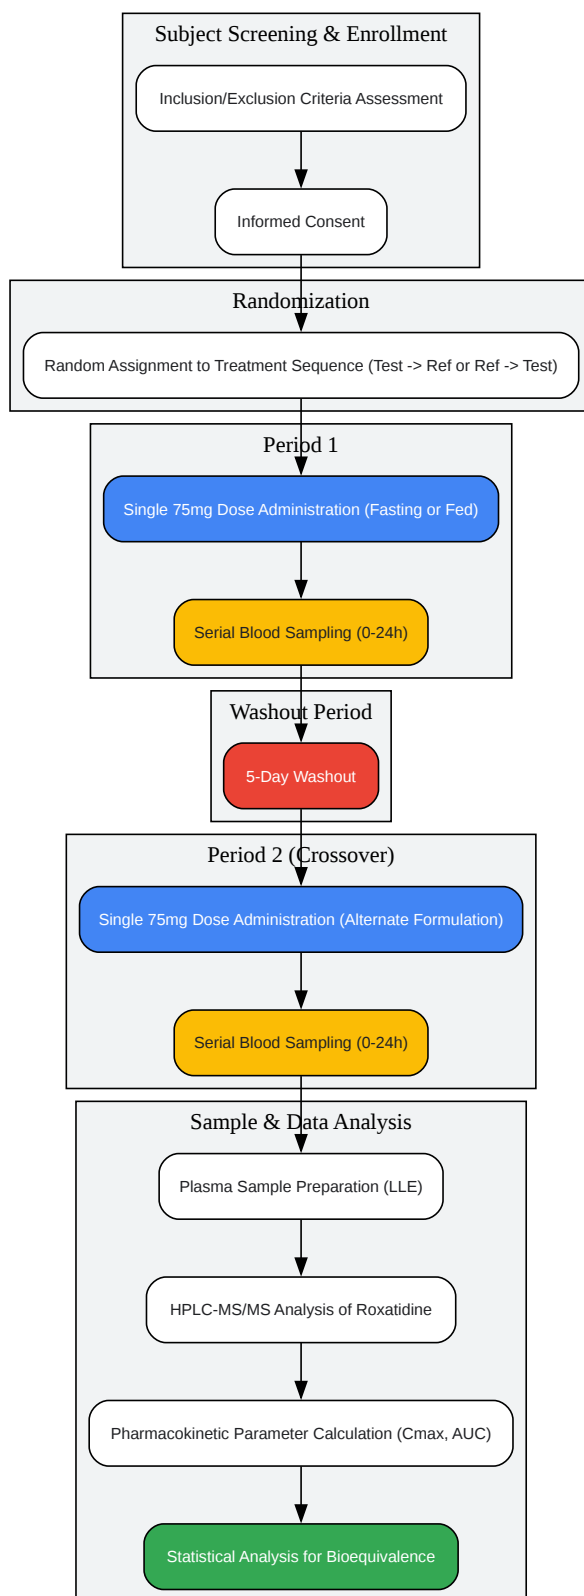 Subject Screening & Enrollment
Inclusion/Exclusion Criteria Assessment
Informed Consent
Randomization
Random Assignment to Treatment Sequence (Test -> Ref or Ref -> Test)
Period 1
Single 75mg Dose Administration (Fasting or Fed)
Serial Blood Sampling (0-24h)
Washout Period
5-Day Washout
Period 2 (Crossover)
Single 75mg Dose Administration (Alternate Formulation)
Serial Blood Sampling (0-24h)
Sample & Data Analysis
Plasma Sample Preparation (LLE)
HPLC-MS/MS Analysis of Roxatidine
Pharmacokinetic Parameter Calculation (Cmax, AUC)
Statistical Analysis for Bioequivalence